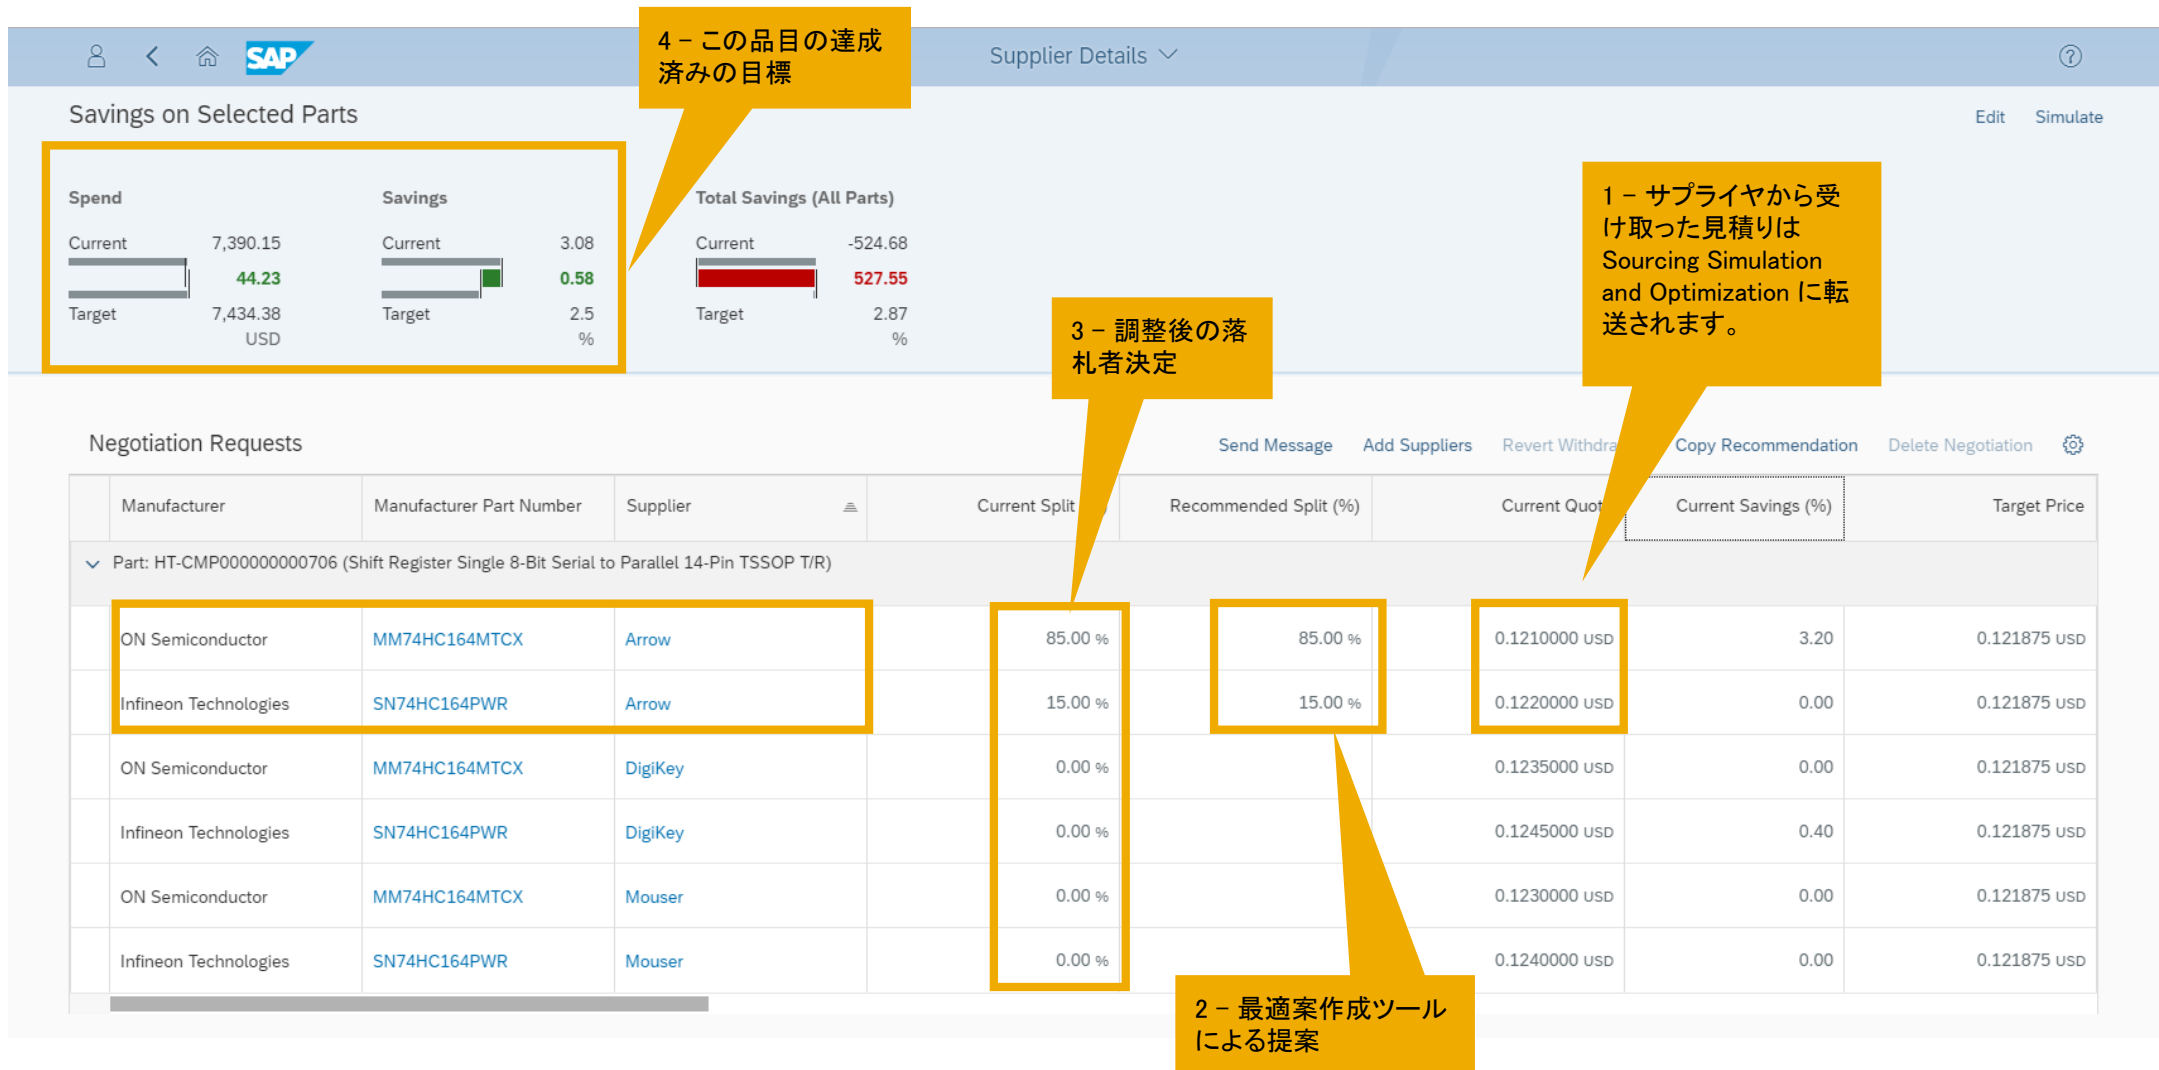 SAP
Supplier Details
4 – この品目の達成
済みの目標
Savings on Selected Parts
Edit Simulate
Spend
Current 7,390.15
44.23
Target 7,434.38
USD
Savings
Current 3.08
0.58
Target 2.5
%
Total Savings (All Parts)
Current -524.68
527.55
Target 2.87
%
1 – サプライヤから受
け取った見積りは
Sourcing Simulation
and Optimization に転
送されます。
3 – 調整後の落
札者決定
Negotiation Requests
Send Message Add Suppliers Revert Copy Recommendation Delete Negotiation
Manufacturer Manufacturer Part Number Supplier Current Split Recommended Split (%) Current Current Savings (%) Target Price
Part: HT-CMP000000000706 (Shift Register Single 8-Bit Serial to Parallel 14-Pin TSSOP T/R)
ON Semiconductor MM74HC164MTCX Arrow 85.00 % 85.00 % 0.1210000 USD 3.20 0.121875 USD
Infineon Technologies SN74HC164PWR Arrow 15.00 % 15.00 % 0.1220000 USD 0.00 0.121875 USD
ON Semiconductor MM74HC164MTCX DigiKey 0.00 % 0.1235000 USD 0.00 0.121875 USD
Infineon Technologies SN74HC164PWR DigiKey 0.00 % 0.1245000 USD 0.40 0.121875 USD
ON Semiconductor MM74HC164MTCX Mouser 0.00 % 0.1230000 USD 0.00 0.121875 USD
Infineon Technologies SN74HC164PWR Mouser 0.00 % 0.1240000 USD 0.00 0.121875 USD
2 – 最適案作成ツール
による提案